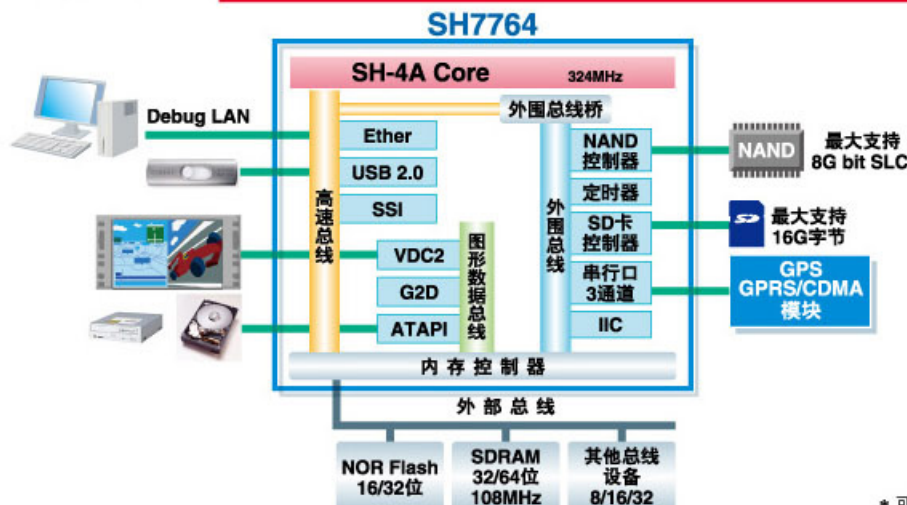 SH7764
SH-4A Core
324MHz
外围总线桥
Debug LAN
Ether
USB 2.0
SSI
高速总线
VDC2
G2D
ATAPI
图形数据总线
外围总线
NAND
控制器
定时器
SD卡
控制器
串行口
3通道
IIC
NAND
最大支持
8G bit SLC
SD
最大支持
16G字节
GPS
GPRS/CDMA
模块
内存控制器
外部总线
NOR Flash
16/32位
SDRAM
32/64位
108MHz
其他总线
设备
8/16/32
*